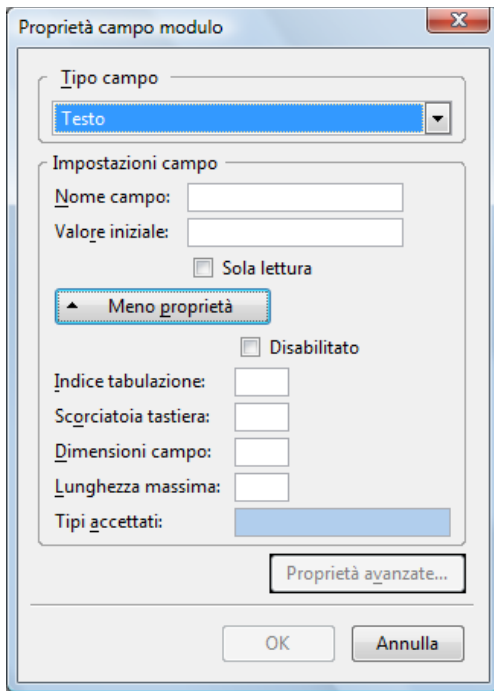 Proprietà campo modulo
Tipo campo
Testo
Impostazioni campo
Nome campo:
Valore iniziale:
Sola lettura
Meno proprietà
Disabilitato
Indice tabulazione:
Scorciatoia tastiera:
Dimensioni campo:
Lunghezza massima:
Tipi accettati:
Proprietà avanzate...
OK Annulla